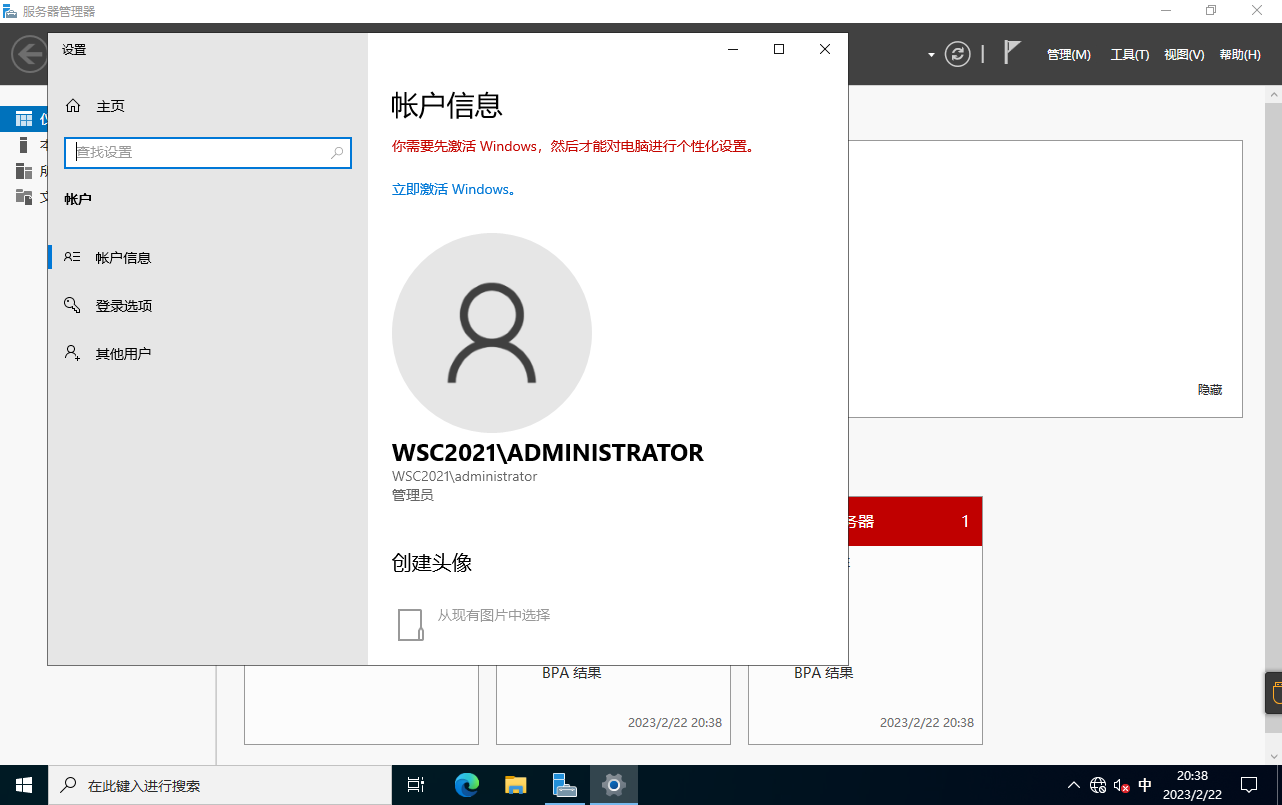 服务器管理器
管理(M)
工具(T)
视图(V)
帮助(H)
设置
主页
查找设置
帐户
帐户信息
登录选项
其他用户
帐户信息
你需要先激活 Windows，然后才能对电脑进行个性化设置。
立即激活 Windows。
WSC2021\ADMINISTRATOR
WSC2021\administrator
管理员
创建头像
从现有图片中选择
隐藏
务器
1
BPA 结果
2023/2/22 20:38
BPA 结果
2023/2/22 20:38
在此键入进行搜索
中
20:38
2023/2/22